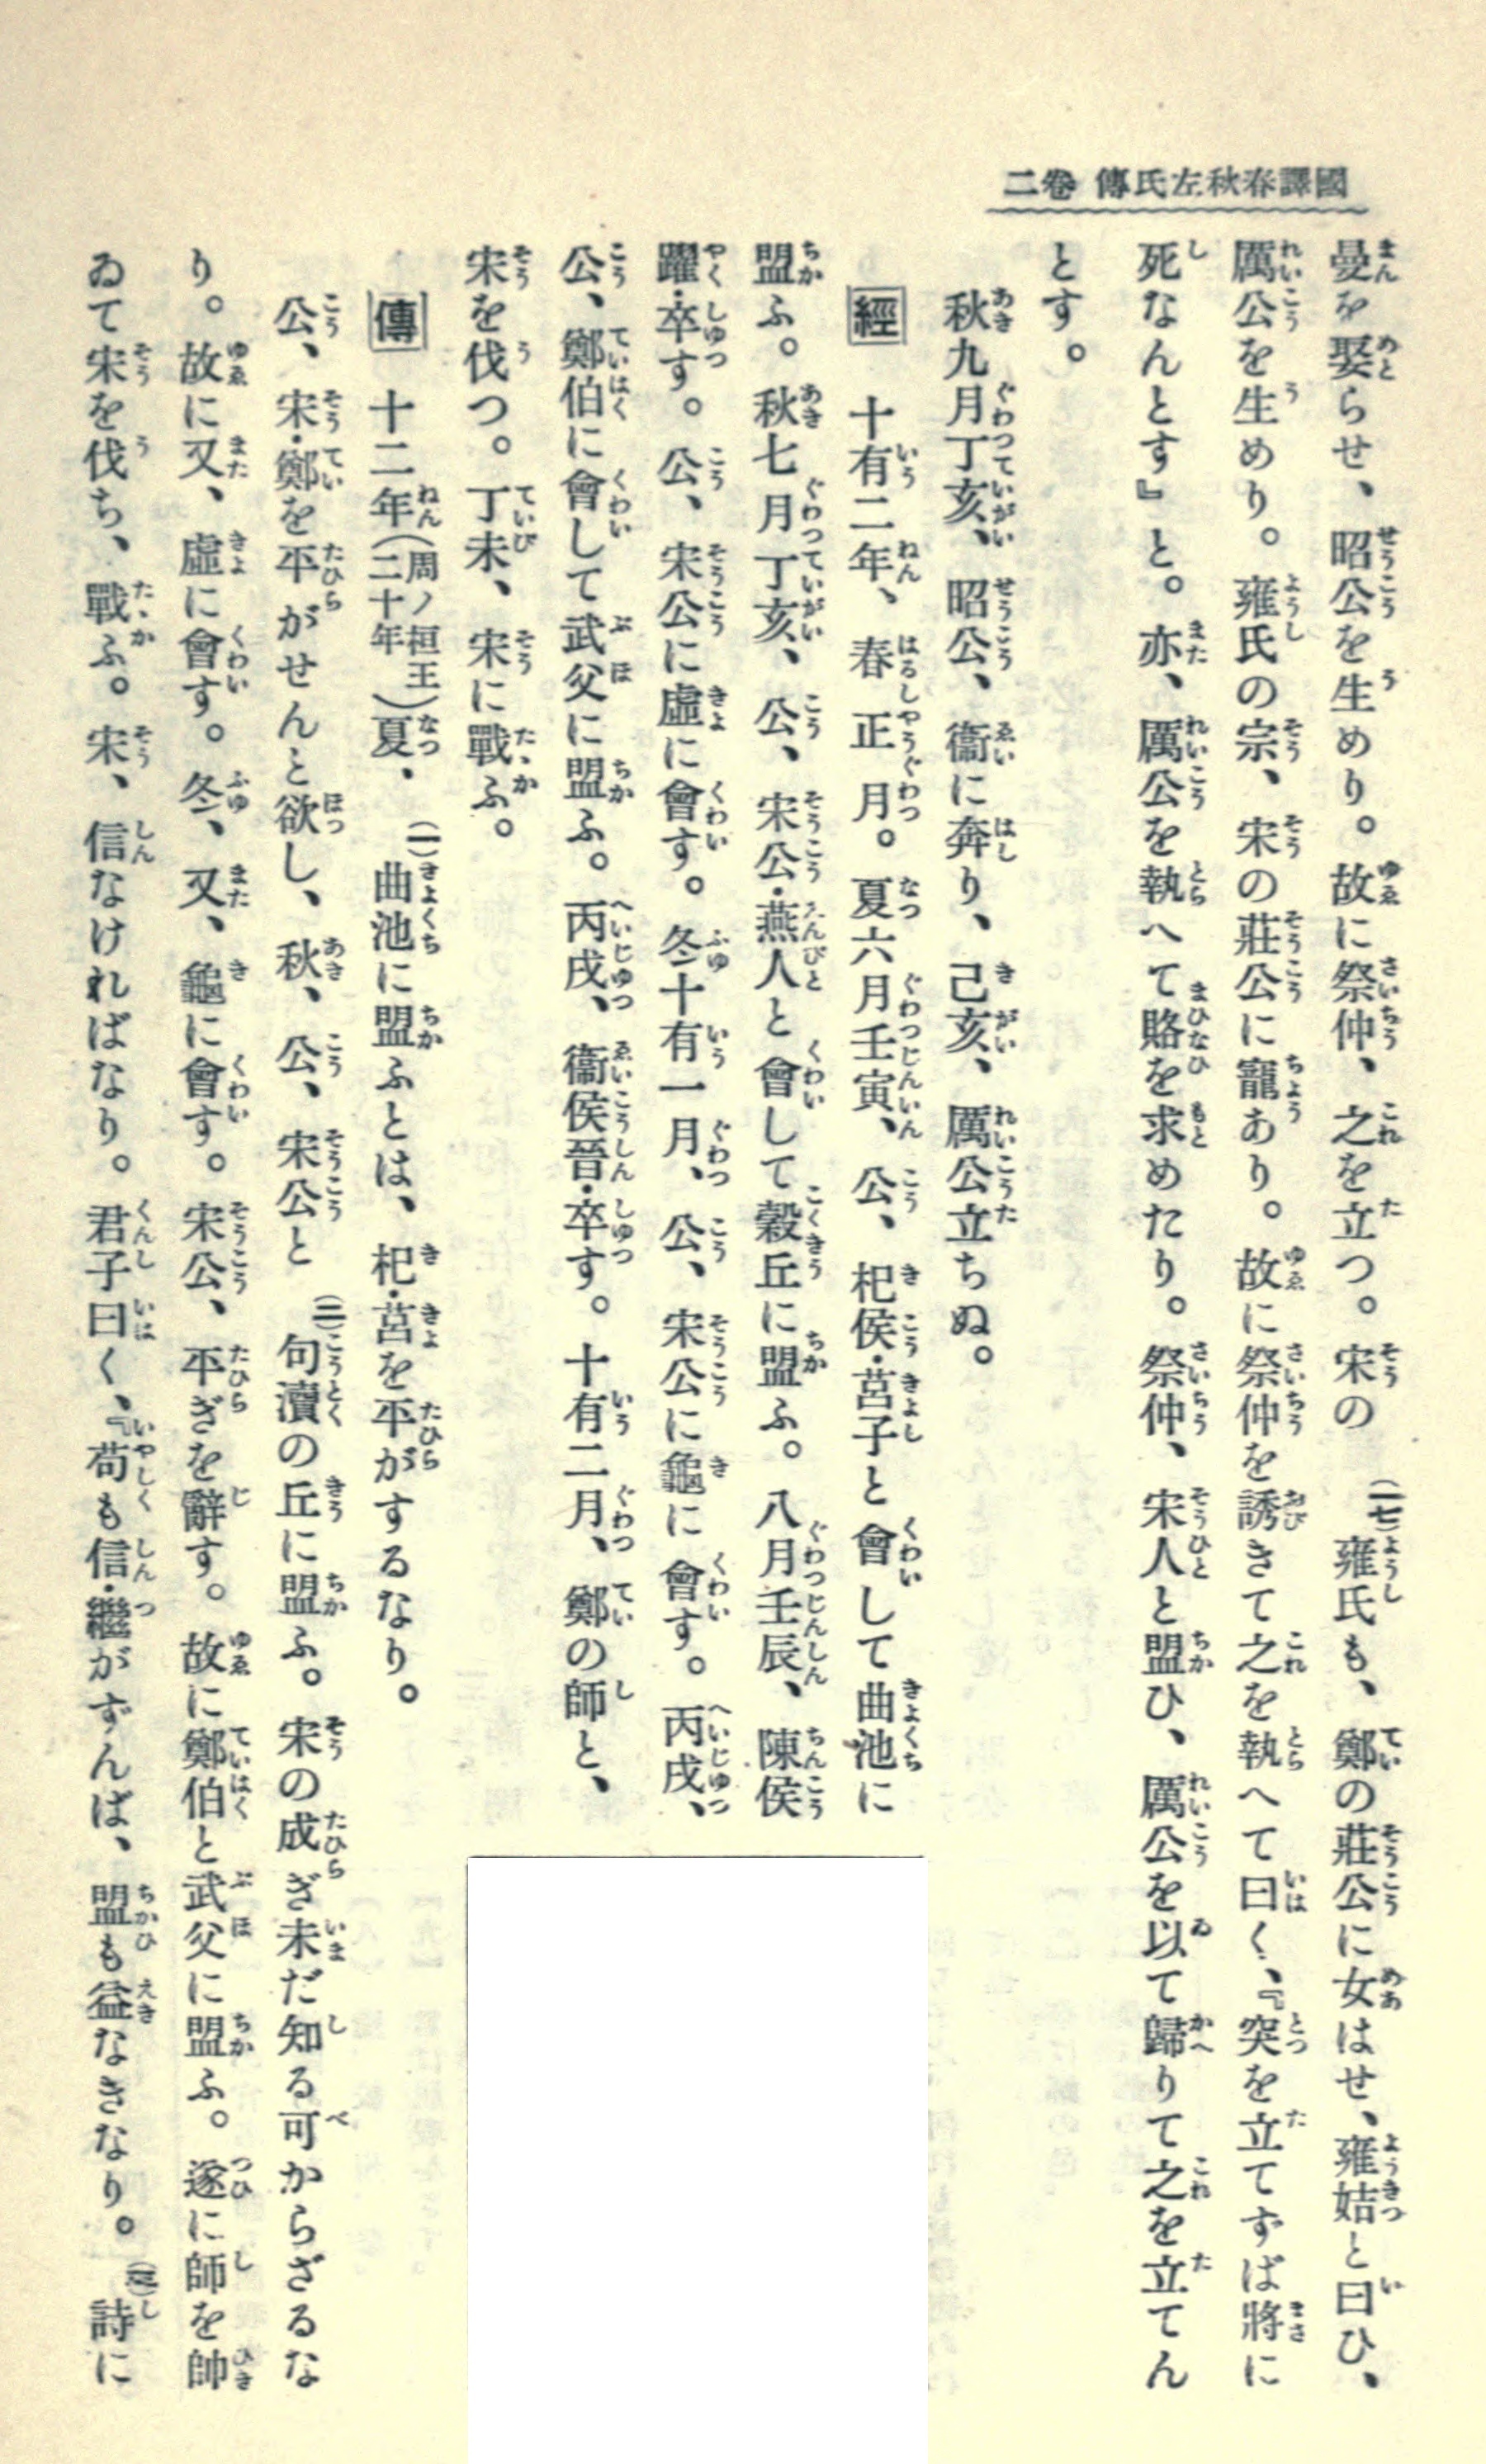 國譯春秋左氏傳 卷二
曼を娶らせ、昭公を生めり。故に祭仲、之を立つ。宋の(一七)雍氏も、鄭の莊公に女はせ、雍姞と曰ひ、
厲公を生めり。雍氏の宗、宋の莊公に寵あり。故に祭仲を誘きて之を執へて曰く、『突を立てずば將に
死なんとす』と。亦、厲公を執へて賂を求めたり。祭仲、宋人と盟ひ、厲公を以て歸りて之を立てん
とす。
秋九月丁亥、昭公、衞に奔り、己亥、厲公立ちぬ。
經 十有二年、春正月。夏六月壬寅、公、杞侯・莒子と會して曲池に
盟ふ。秋七月丁亥、公、宋公・燕人と會して穀丘に盟ふ。八月壬辰、陳侯
躍・卒す。公、宋公に虛に會す。冬十有一月、公、宋公に龜に會す。丙戌、
公、鄭伯に會して武父に盟ふ。丙戌、衞侯晉・卒す。十有二月、鄭の師と、
宋を伐つ。丁未、宋に戰ふ。
傳 十二年(周ノ桓王二十年)夏、(一)曲池に盟ふとは、杞・莒を平がするなり。
公、宋・鄭を平がせんと欲し、秋、公、宋公と(二)句瀆の丘に盟ふ。宋の成ぎ未だ知る可からざるな
り。故に又、虛に會す。冬、又、龜に會す。宋公、平ぎを辭す。故に鄭伯と武父に盟ふ。遂に師を帥
ゐて宋を伐ち、戰ふ。宋、信なければなり。君子曰く、『苟も信・繼がずんば、盟も益なきなり。(三)詩に